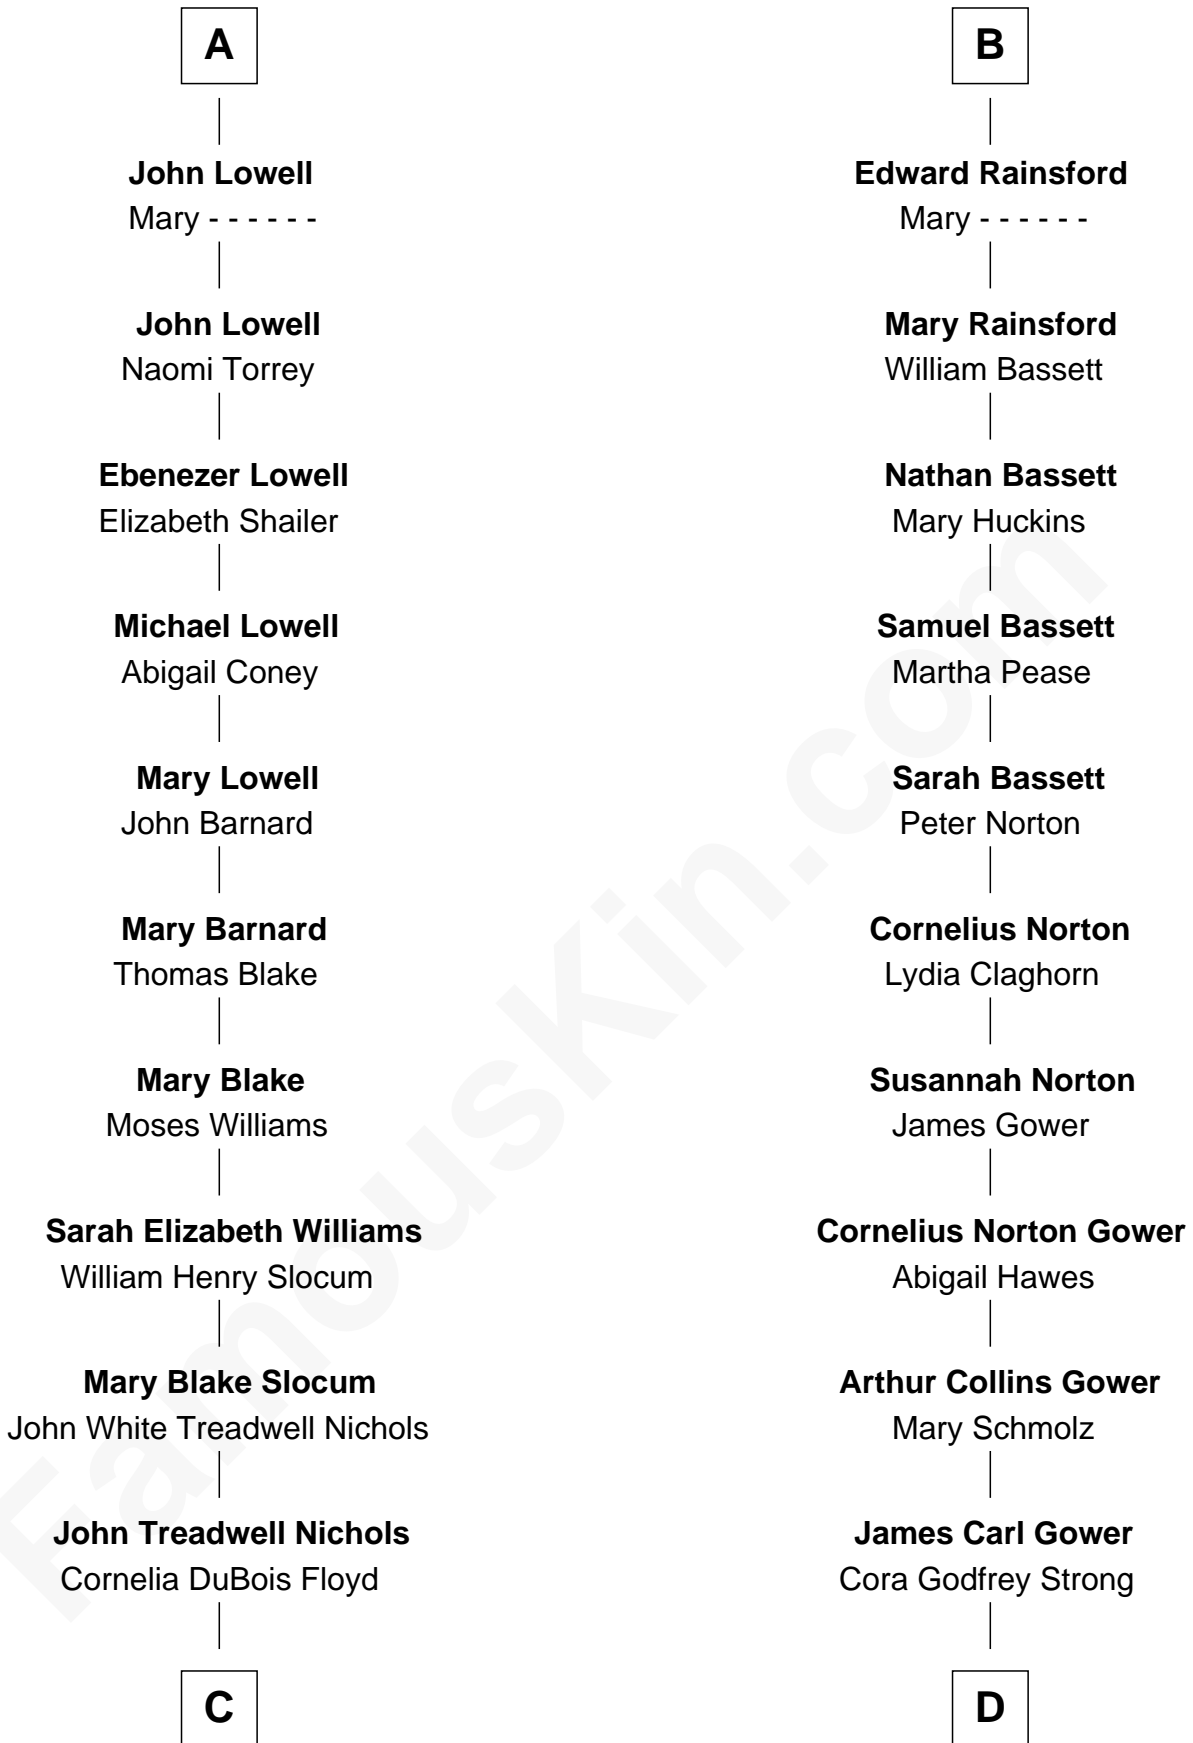 A
John Lowell
Mary - - - - - -
John Lowell
Naomi Torrey
Ebenezer Lowell
Elizabeth Shailer
Michael Lowell
Abigail Coney
Mary Lowell
John Barnard
Mary Barnard
Thomas Blake
Mary Blake
Moses Williams
Sarah Elizabeth Williams
William Henry Slocum
Mary Blake Slocum
John White Treadwell Nichols
John Treadwell Nichols
Cornelia DuBois Floyd
C
B
Edward Rainsford
Mary - - - - - -
Mary Rainsford
William Bassett
Nathan Bassett
Mary Huckins
Samuel Bassett
Martha Pease
Sarah Bassett
Peter Norton
Cornelius Norton
Lydia Claghorn
Susannah Norton
James Gower
Cornelius Norton Gower
Abigail Hawes
Arthur Collins Gower
Mary Schmolz
James Carl Gower
Cora Godfrey Strong
D
FamousKin.com